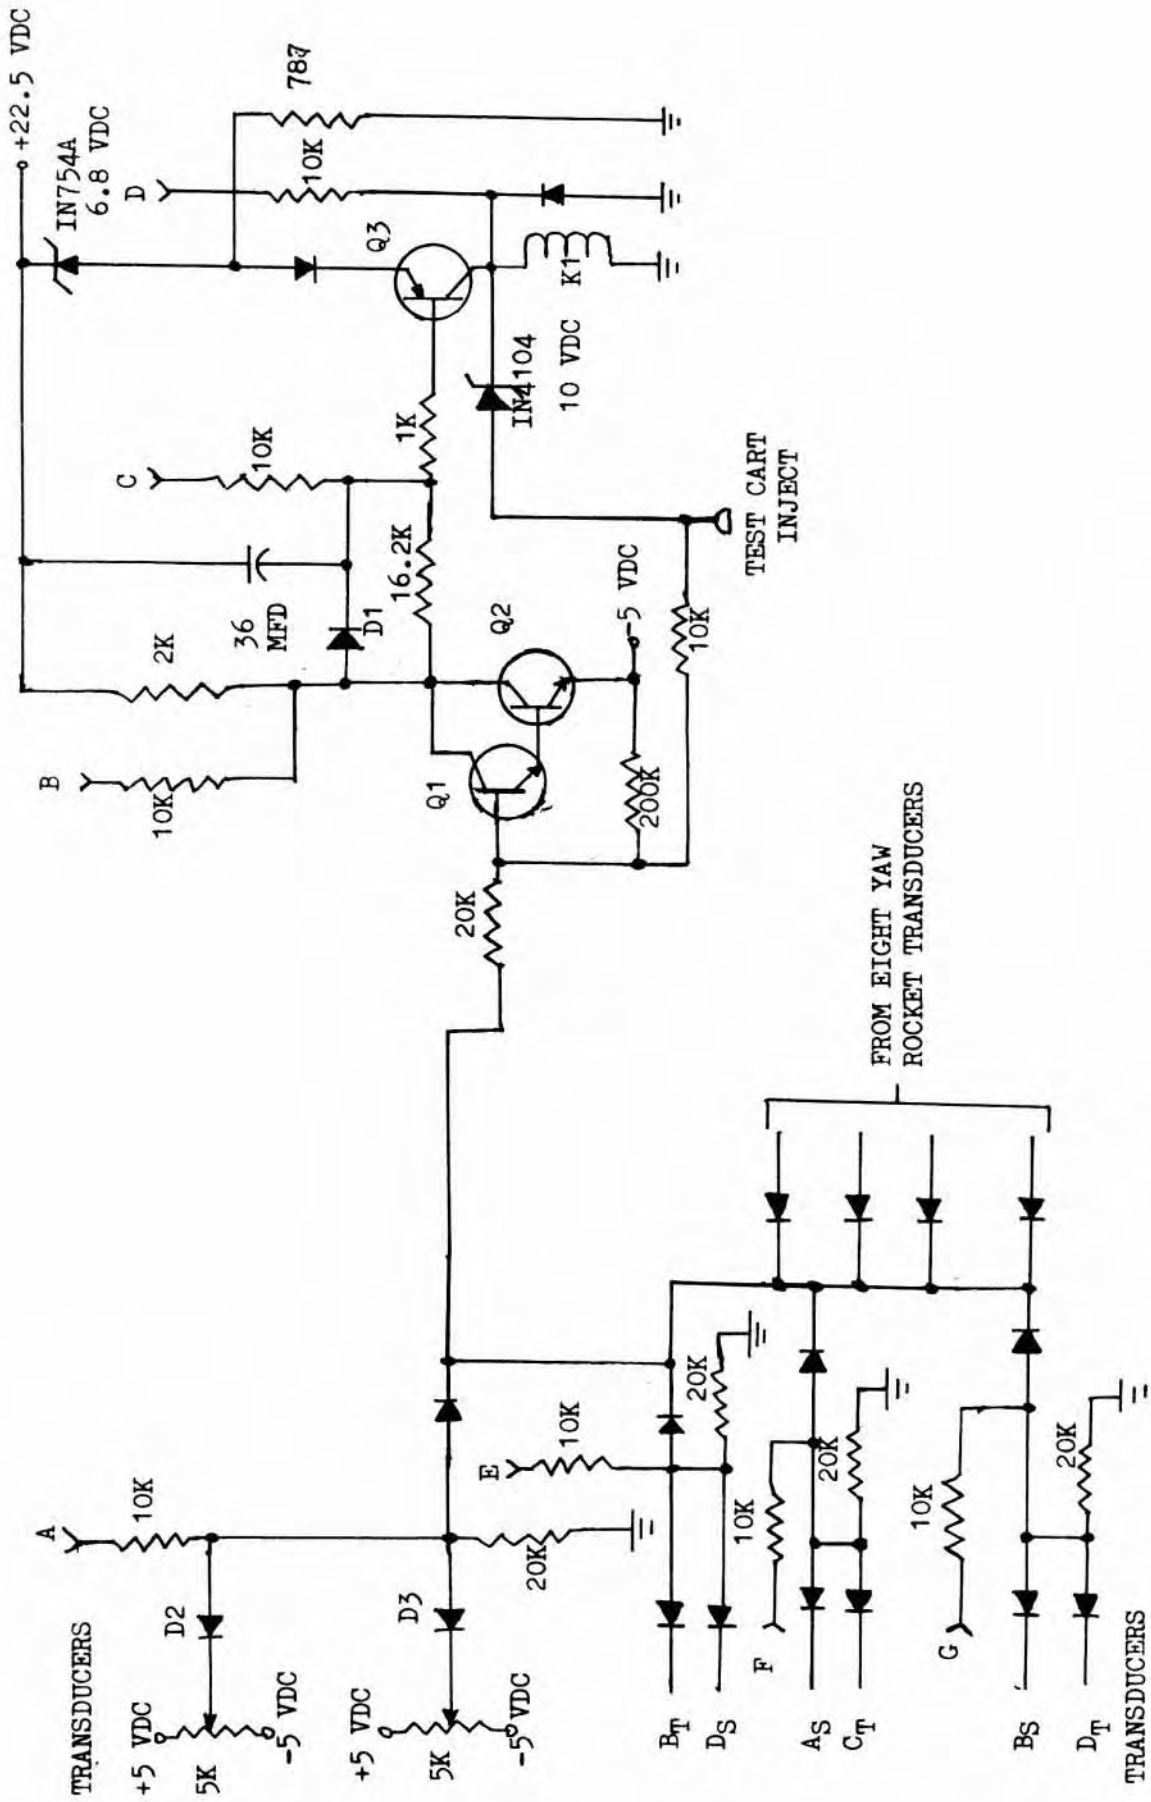 TRANSDUCERS
+5 VDC
5K
-5 VDC
D2
A
10K
+5 VDC
5K
-5 VDC
D3
20K
B
10K
2K
36
MFD
D1
C
10K
16.2K
1K
+22.5 VDC
IN754A
6.8 VDC
D
10K
787
Q3
Q1
Q2
20K
200K
-5 VDC
10K
IN4104
10 VDC
K1
TEST CART
INJECT
E
10K
20K
BT
DS
F
10K
20K
AS
CT
G
10K
20K
BS
DT
TRANSDUCERS
FROM EIGHT YAW
ROCKET TRANSDUCERS